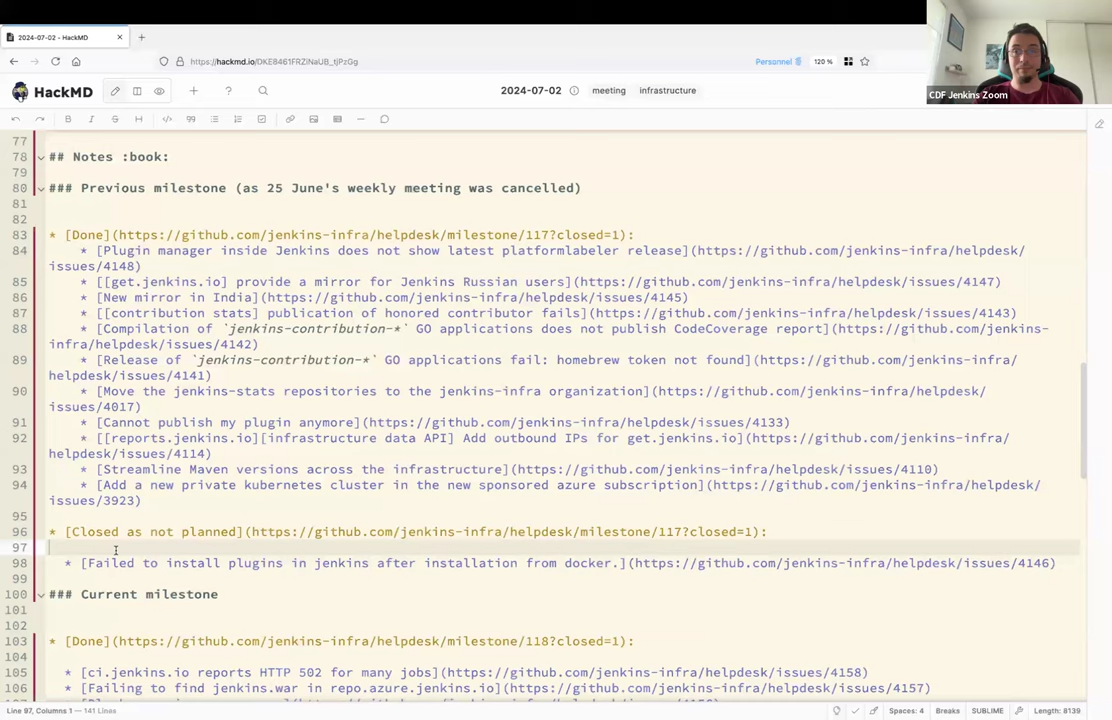 2024-07-02 - HackMD
https://hackmd.io/DKE8461FRZiNaUB_tjPzGg
Personnel
120 %
CDF Jenkins Zoom
HackMD
2024-07-02
meeting
infrastructure
77
78 ## Notes :book:
79
80 ### Previous milestone (as 25 June's weekly meeting was cancelled)
81
82
83 * [Done](https://github.com/jenkins-infra/helpdesk/milestone/117?closed=1):
84 * [Plugin manager inside Jenkins does not show latest platformlabeler release](https://github.com/jenkins-infra/helpdesk/
issues/4148)
85 * [[get.jenkins.io] provide a mirror for Jenkins Russian users](https://github.com/jenkins-infra/helpdesk/issues/4147)
86 * [New mirror in India](https://github.com/jenkins-infra/helpdesk/issues/4145)
87 * [[contribution stats] publication of honored contributor fails](https://github.com/jenkins-infra/helpdesk/issues/4143)
88 * [Compilation of `jenkins-contribution-*` GO applications does not publish CodeCoverage report](https://github.com/jenkins-
infra/helpdesk/issues/4142)
89 * [Release of `jenkins-contribution-*` GO applications fail: homebrew token not found](https://github.com/jenkins-infra/
helpdesk/issues/4141)
90 * [Move the jenkins-stats repositories to the jenkins-infra organization](https://github.com/jenkins-infra/helpdesk/
issues/4017)
91 * [Cannot publish my plugin anymore](https://github.com/jenkins-infra/helpdesk/issues/4133)
92 * [[reports.jenkins.io][infrastructure data API] Add outbound IPs for get.jenkins.io](https://github.com/jenkins-infra/
helpdesk/issues/4114)
93 * [Streamline Maven versions across the infrastructure](https://github.com/jenkins-infra/helpdesk/issues/4110)
94 * [Add a new private kubernetes cluster in the new sponsored azure subscription](https://github.com/jenkins-infra/helpdesk/
issues/3923)
95
96 * [Closed as not planned](https://github.com/jenkins-infra/helpdesk/milestone/117?closed=1):
97
98 * [Failed to install plugins in jenkins after installation from docker.](https://github.com/jenkins-infra/helpdesk/issues/4146)
99
100 ### Current milestone
101
102
103 * [Done](https://github.com/jenkins-infra/helpdesk/milestone/118?closed=1):
104
105 * [ci.jenkins.io reports HTTP 502 for many jobs](https://github.com/jenkins-infra/helpdesk/issues/4158)
106 * [Failing to find jenkins.war in repo.azure.jenkins.io](https://github.com/jenkins-infra/helpdesk/issues/4157)
Line 97, Columns 1 — 141 Lines
Spaces: 4
Breaks
SUBLIME
Length: 8139